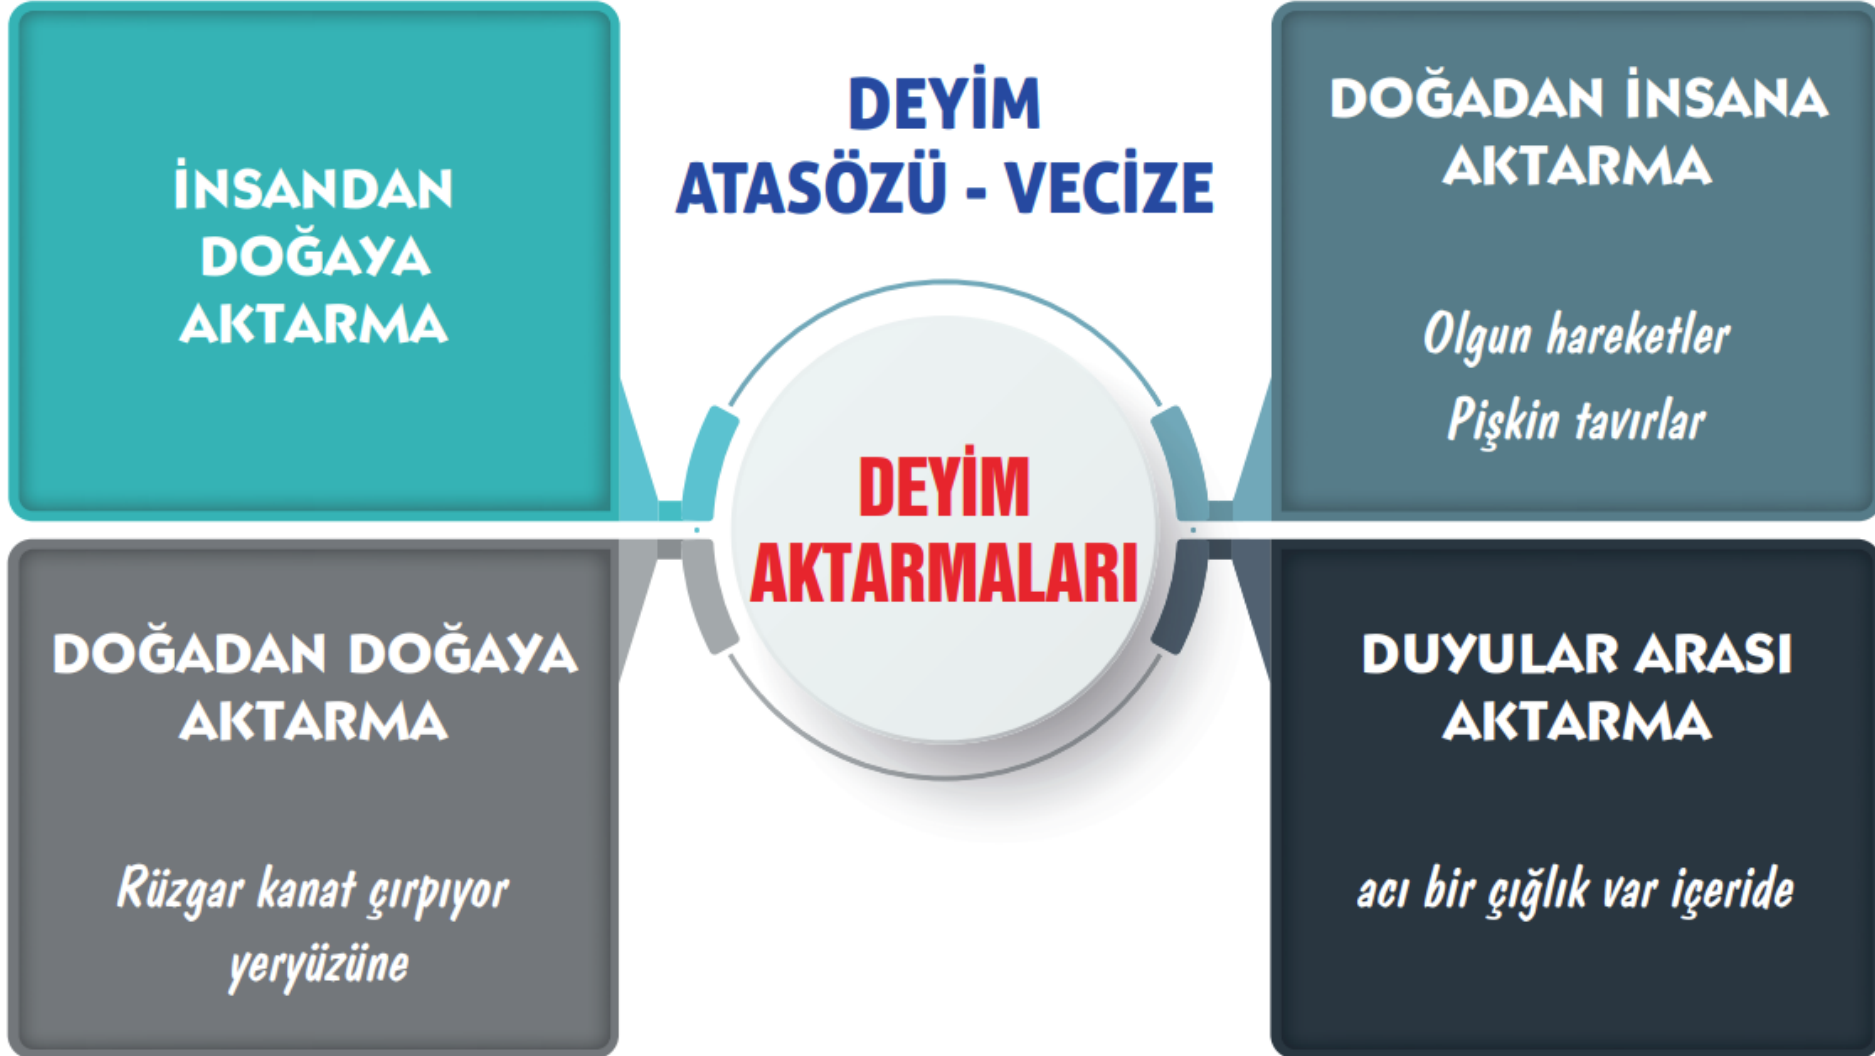 DEYİM
ATASÖZÜ - VECİZE
İNSANDAN
DOĞAYA
AKTARMA
DOĞADAN İNSANA
AKTARMA
Olgun hareketler
Pişkin tavırlar
DEYİM
AKTARMALARI
DOĞADAN DOĞAYA
AKTARMA
Rüzgar kanat çırpıyor
yeryüzüne
DUYULAR ARASI
AKTARMA
acı bir çığlık var içeride